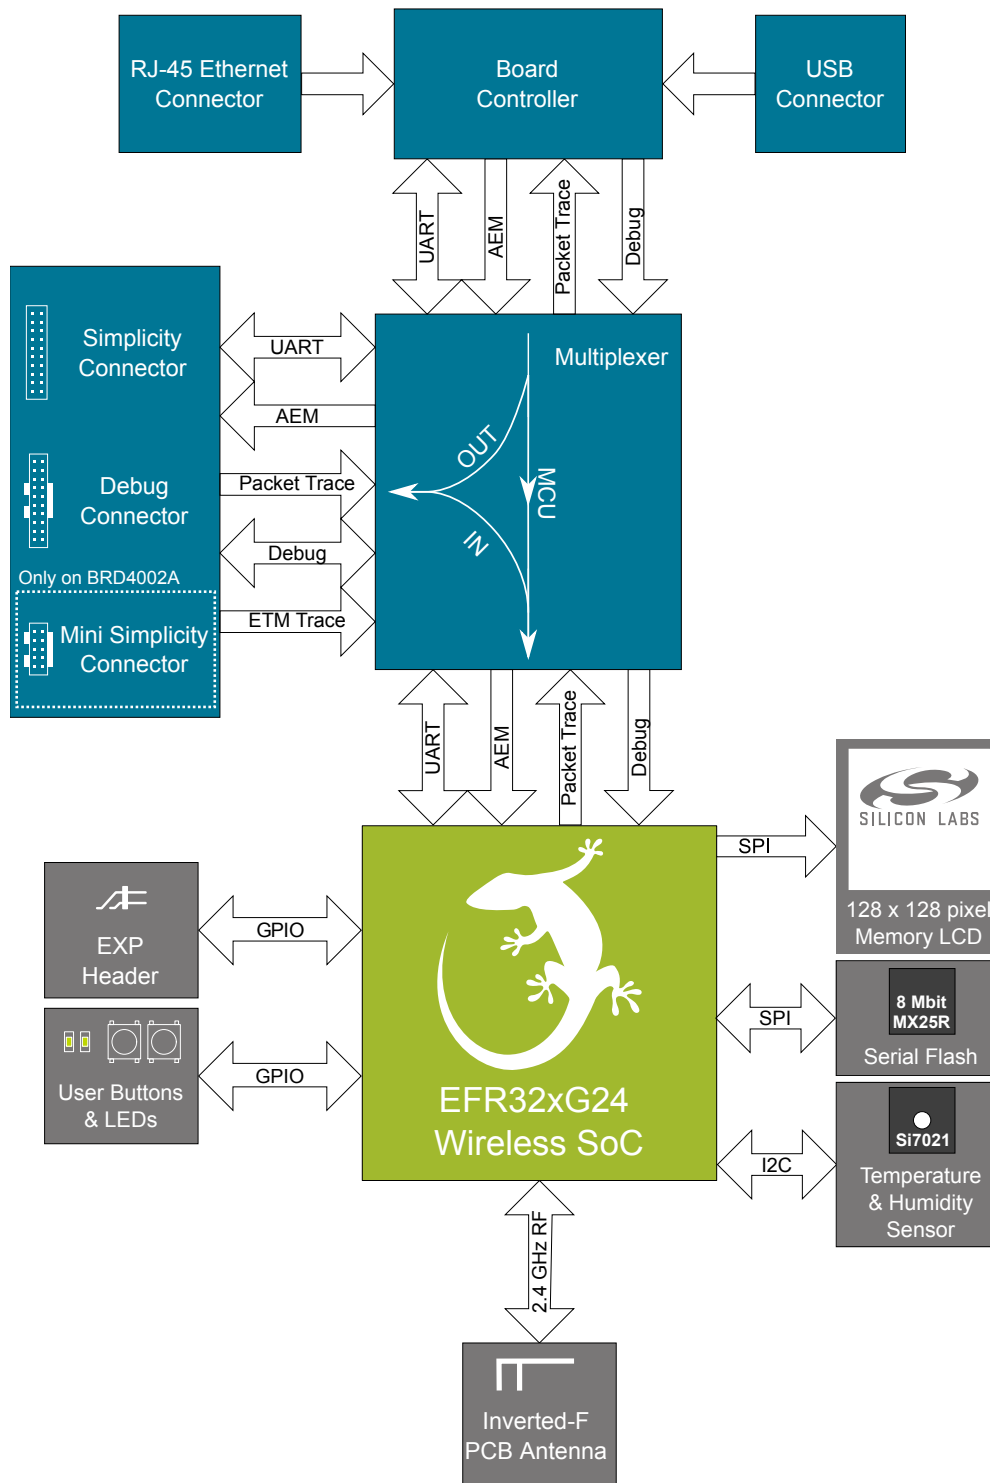 RJ-45 Ethernet
Connector
Board
Controller
USB
Connector
UART
AEM
Packet Trace
Debug
Simplicity
Connector
Debug
Connector
Only on BRD4002A
Mini Simplicity
Connector
UART
AEM
Packet Trace
Debug
ETM Trace
Multiplexer
OUT
MCU
IN
UART
AEM
Packet Trace
Debug
SPI
SILICON LABS
128 x 128 pixel
Memory LCD
EXP
Header
GPIO
SPI
8 Mbit
MX25R
Serial Flash
User Buttons
& LEDs
GPIO
EFR32xG24
Wireless SoC
I2C
Si7021
Temperature
& Humidity
Sensor
2.4 GHz RF
Inverted-F
PCB Antenna